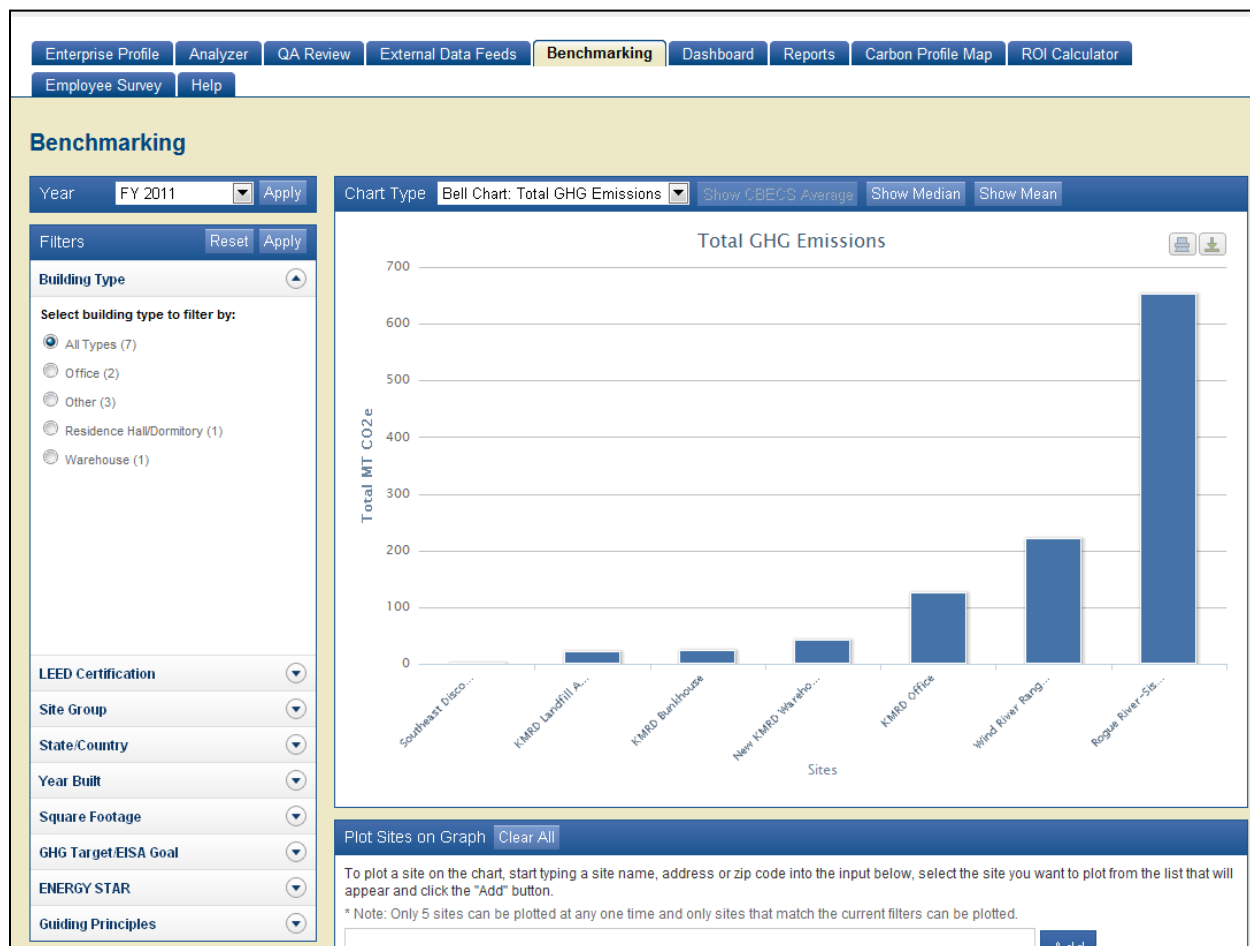 Enterprise Profile Analyzer QA Review External Data Feeds Benchmarking Dashboard Reports Carbon Profile Map ROI Calculator
Employee Survey Help
Benchmarking
Year FY 2011 Apply
Filters Reset Apply
Building Type
Select building type to filter by:
All Types (7)
Office (2)
Other (3)
Residence Hall/Dormitory (1)
Warehouse (1)
LEED Certification
Site Group
State/Country
Year Built
Square Footage
GHG Target/EISA Goal
ENERGY STAR
Guiding Principles
Chart Type Bell Chart: Total GHG Emissions Show CBECS Average Show Median Show Mean
Total GHG Emissions
Total MT CO2e
700
600
500
400
300
200
100
0
Southeast Disco...
KMRD Landfill A...
KMRD Bunkhouse
New KMRD Wareho...
KMRD Office
Wind River Rang...
Rogue River-Sis...
Sites
Plot Sites on Graph Clear All
To plot a site on the chart, start typing a site name, address or zip code into the input below, select the site you want to plot from the list that will
appear and click the "Add" button.
* Note: Only 5 sites can be plotted at any one time and only sites that match the current filters can be plotted.
Add